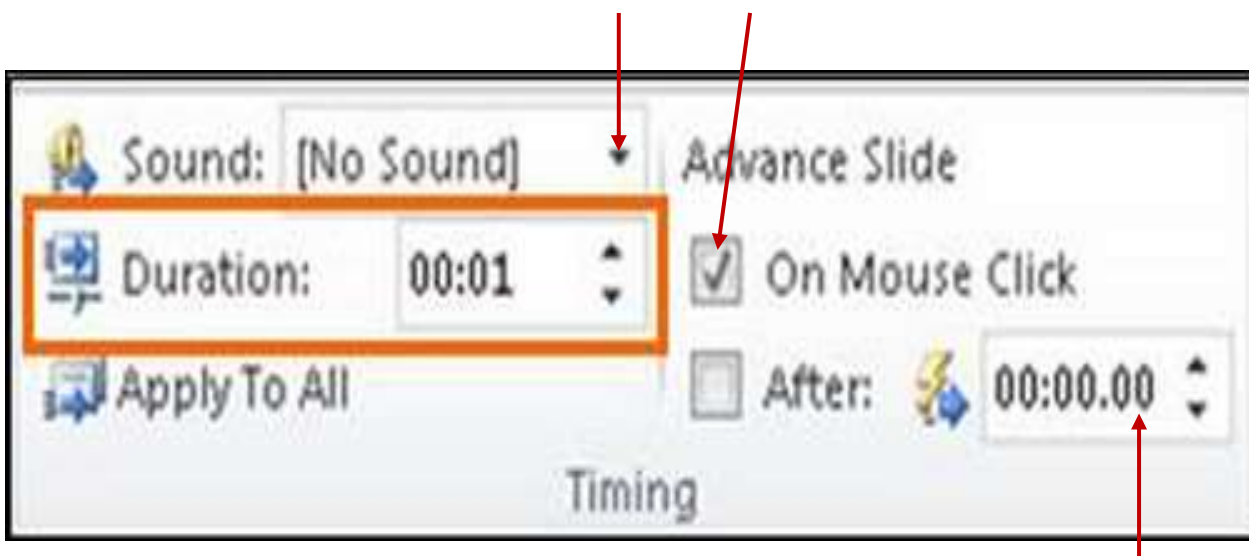 Sound: [No Sound]
Advance Slide
Duration: 00:01
On Mouse Click
Apply To All
After: 00:00.00
Timing